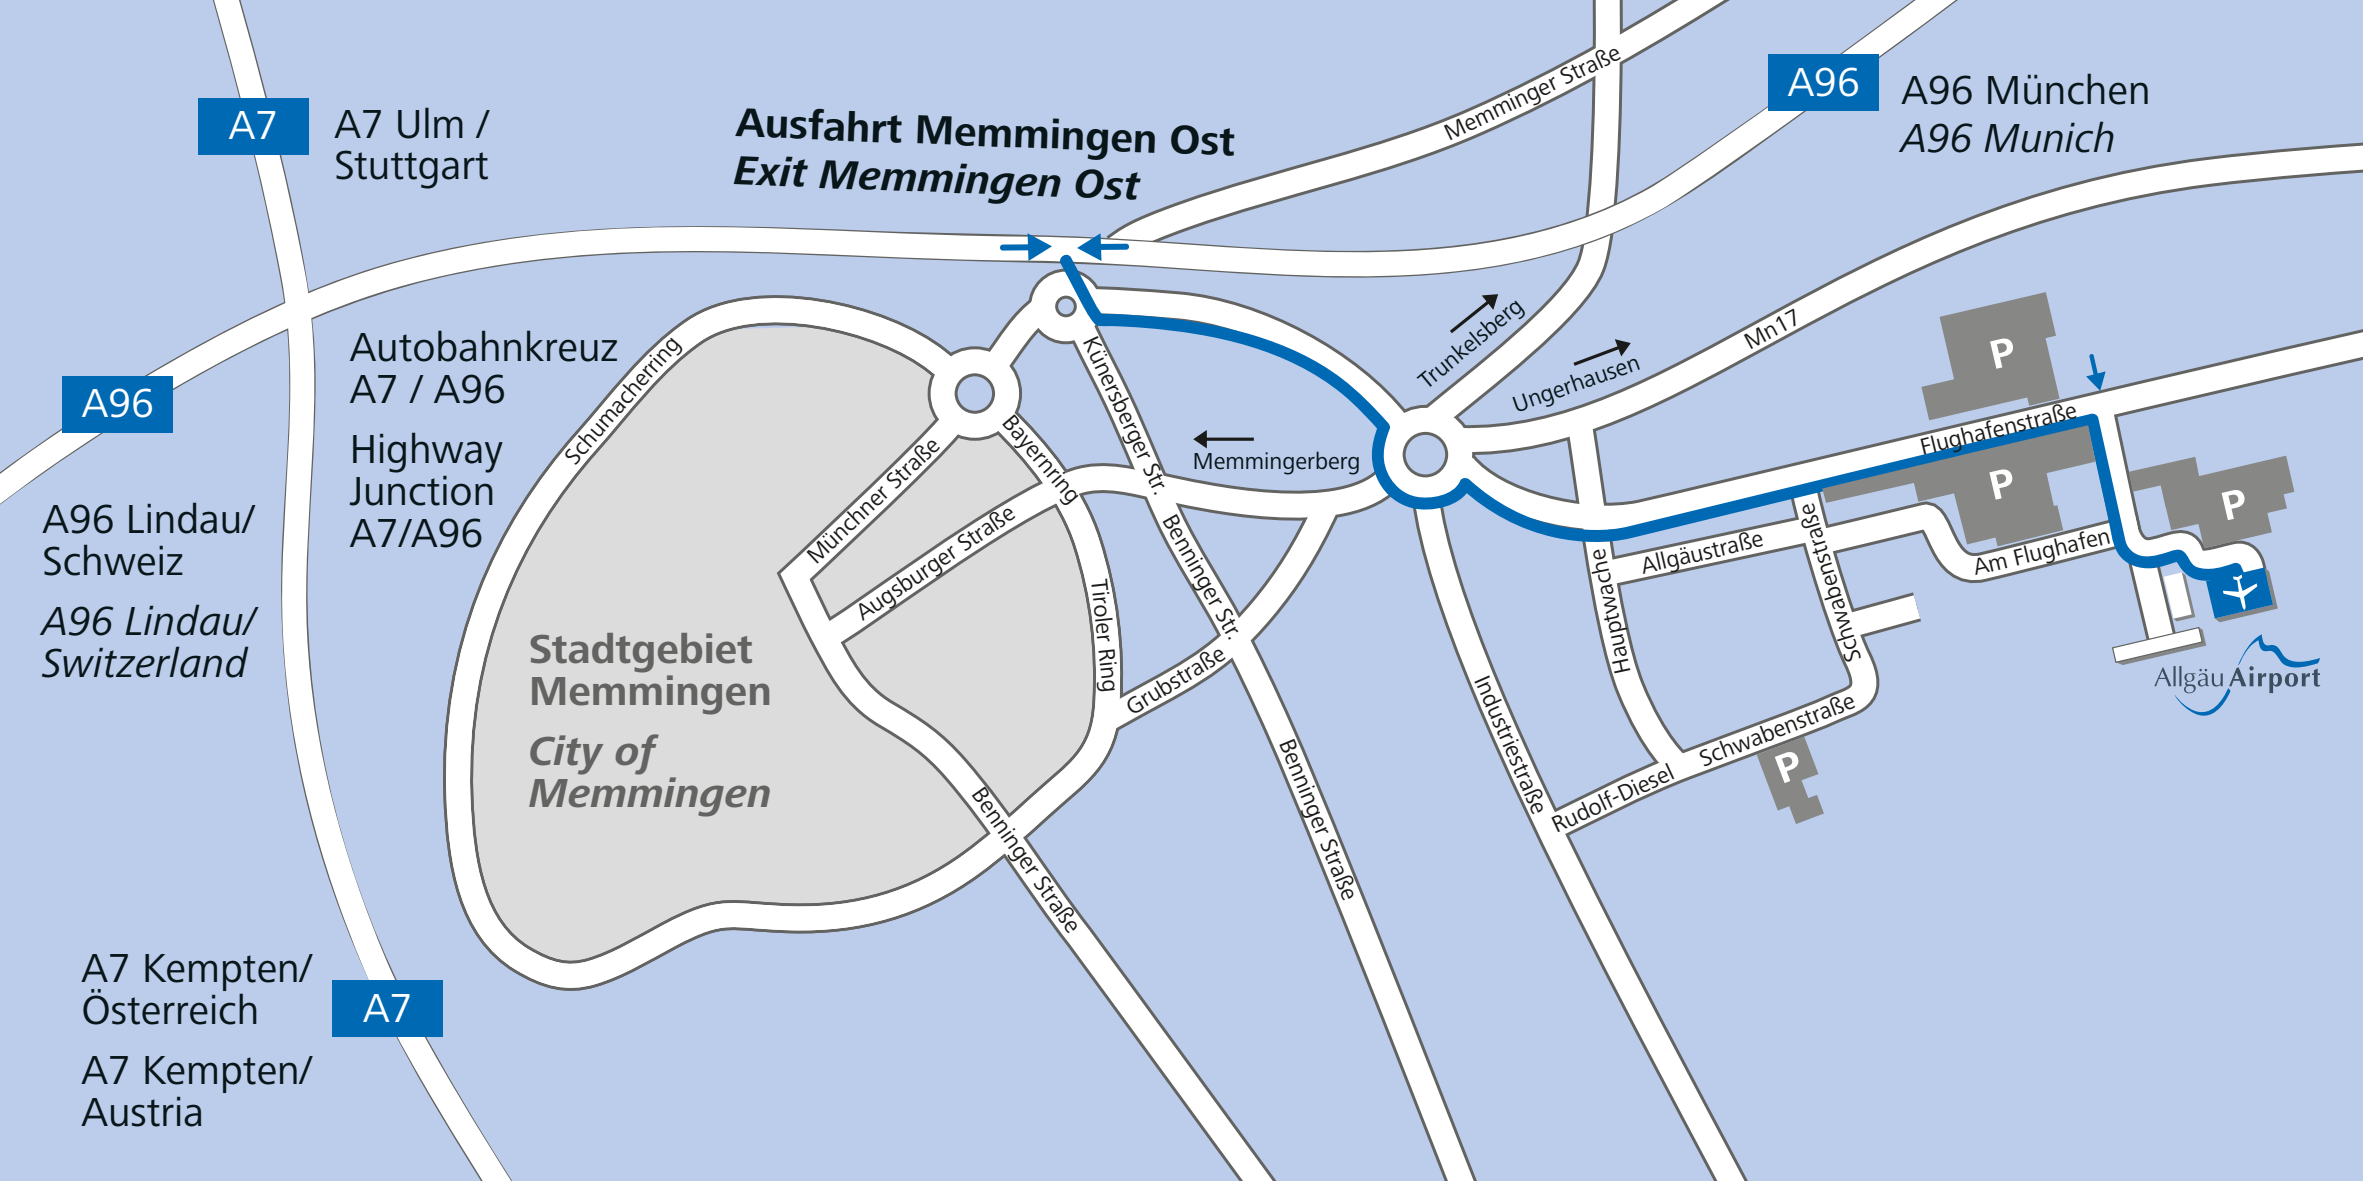 A7
A7 Ulm /
Stuttgart
Ausfahrt Memmingen Ost
Exit Memmingen Ost
Memminger Straße
A96
A96 München
A96 Munich
Autobahnkreuz
A7 / A96
Highway
Junction
A7/A96
A96
A96 Lindau/
Schweiz
A96 Lindau/
Switzerland
Schumacherring
Münchner Straße
Bayernring
Künersberger Str.
Augsburger Straße
Memmingerberg
Trunkelsberg
Ungerhausen
Mn17
P
Flughafenstraße
P
P
Benninger Str.
Tiroler Ring
Grubstraße
Hauptwache
Allgäustraße
Schwabenstraße
Am Flughafen
Allgäu Airport
Stadtgebiet
Memmingen
City of
Memmingen
Industriestraße
Rudolf-Diesel
Schwabenstraße
P
Benninger Straße
Benninger Straße
A7 Kempten/
Österreich
A7
A7 Kempten/
Austria